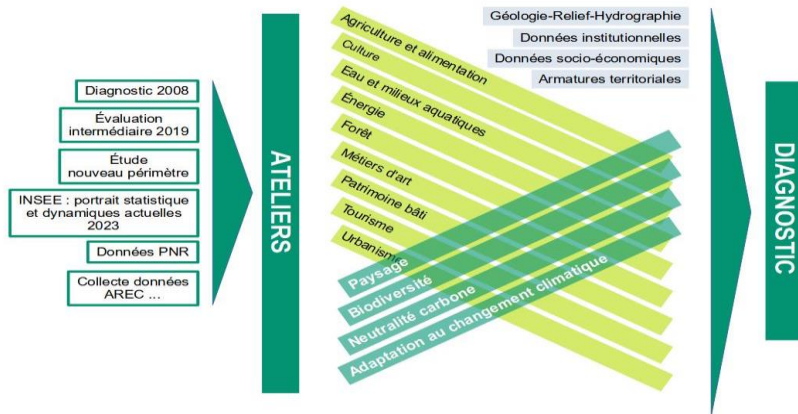 Diagnostic 2008
Évaluation
intermédiaire 2019
Étude
nouveau périmètre
INSEE : portrait statistique
et dynamiques actuelles
2023
Données PNR
Collecte données
AREC ...
ATELIERS
Agriculture et alimentation
Culture
Eau et milieux aquatiques
Énergie
Forêt
Métiers d'art
Patrimoine bâti
Tourisme
Urbanisme
Paysage
Biodiversité
Neutralité carbone
Adaptation au changement climatique
Géologie-Relief-Hydrographie
Données institutionnelles
Données socio-économiques
Armatures territoriales
DIAGNOSTIC